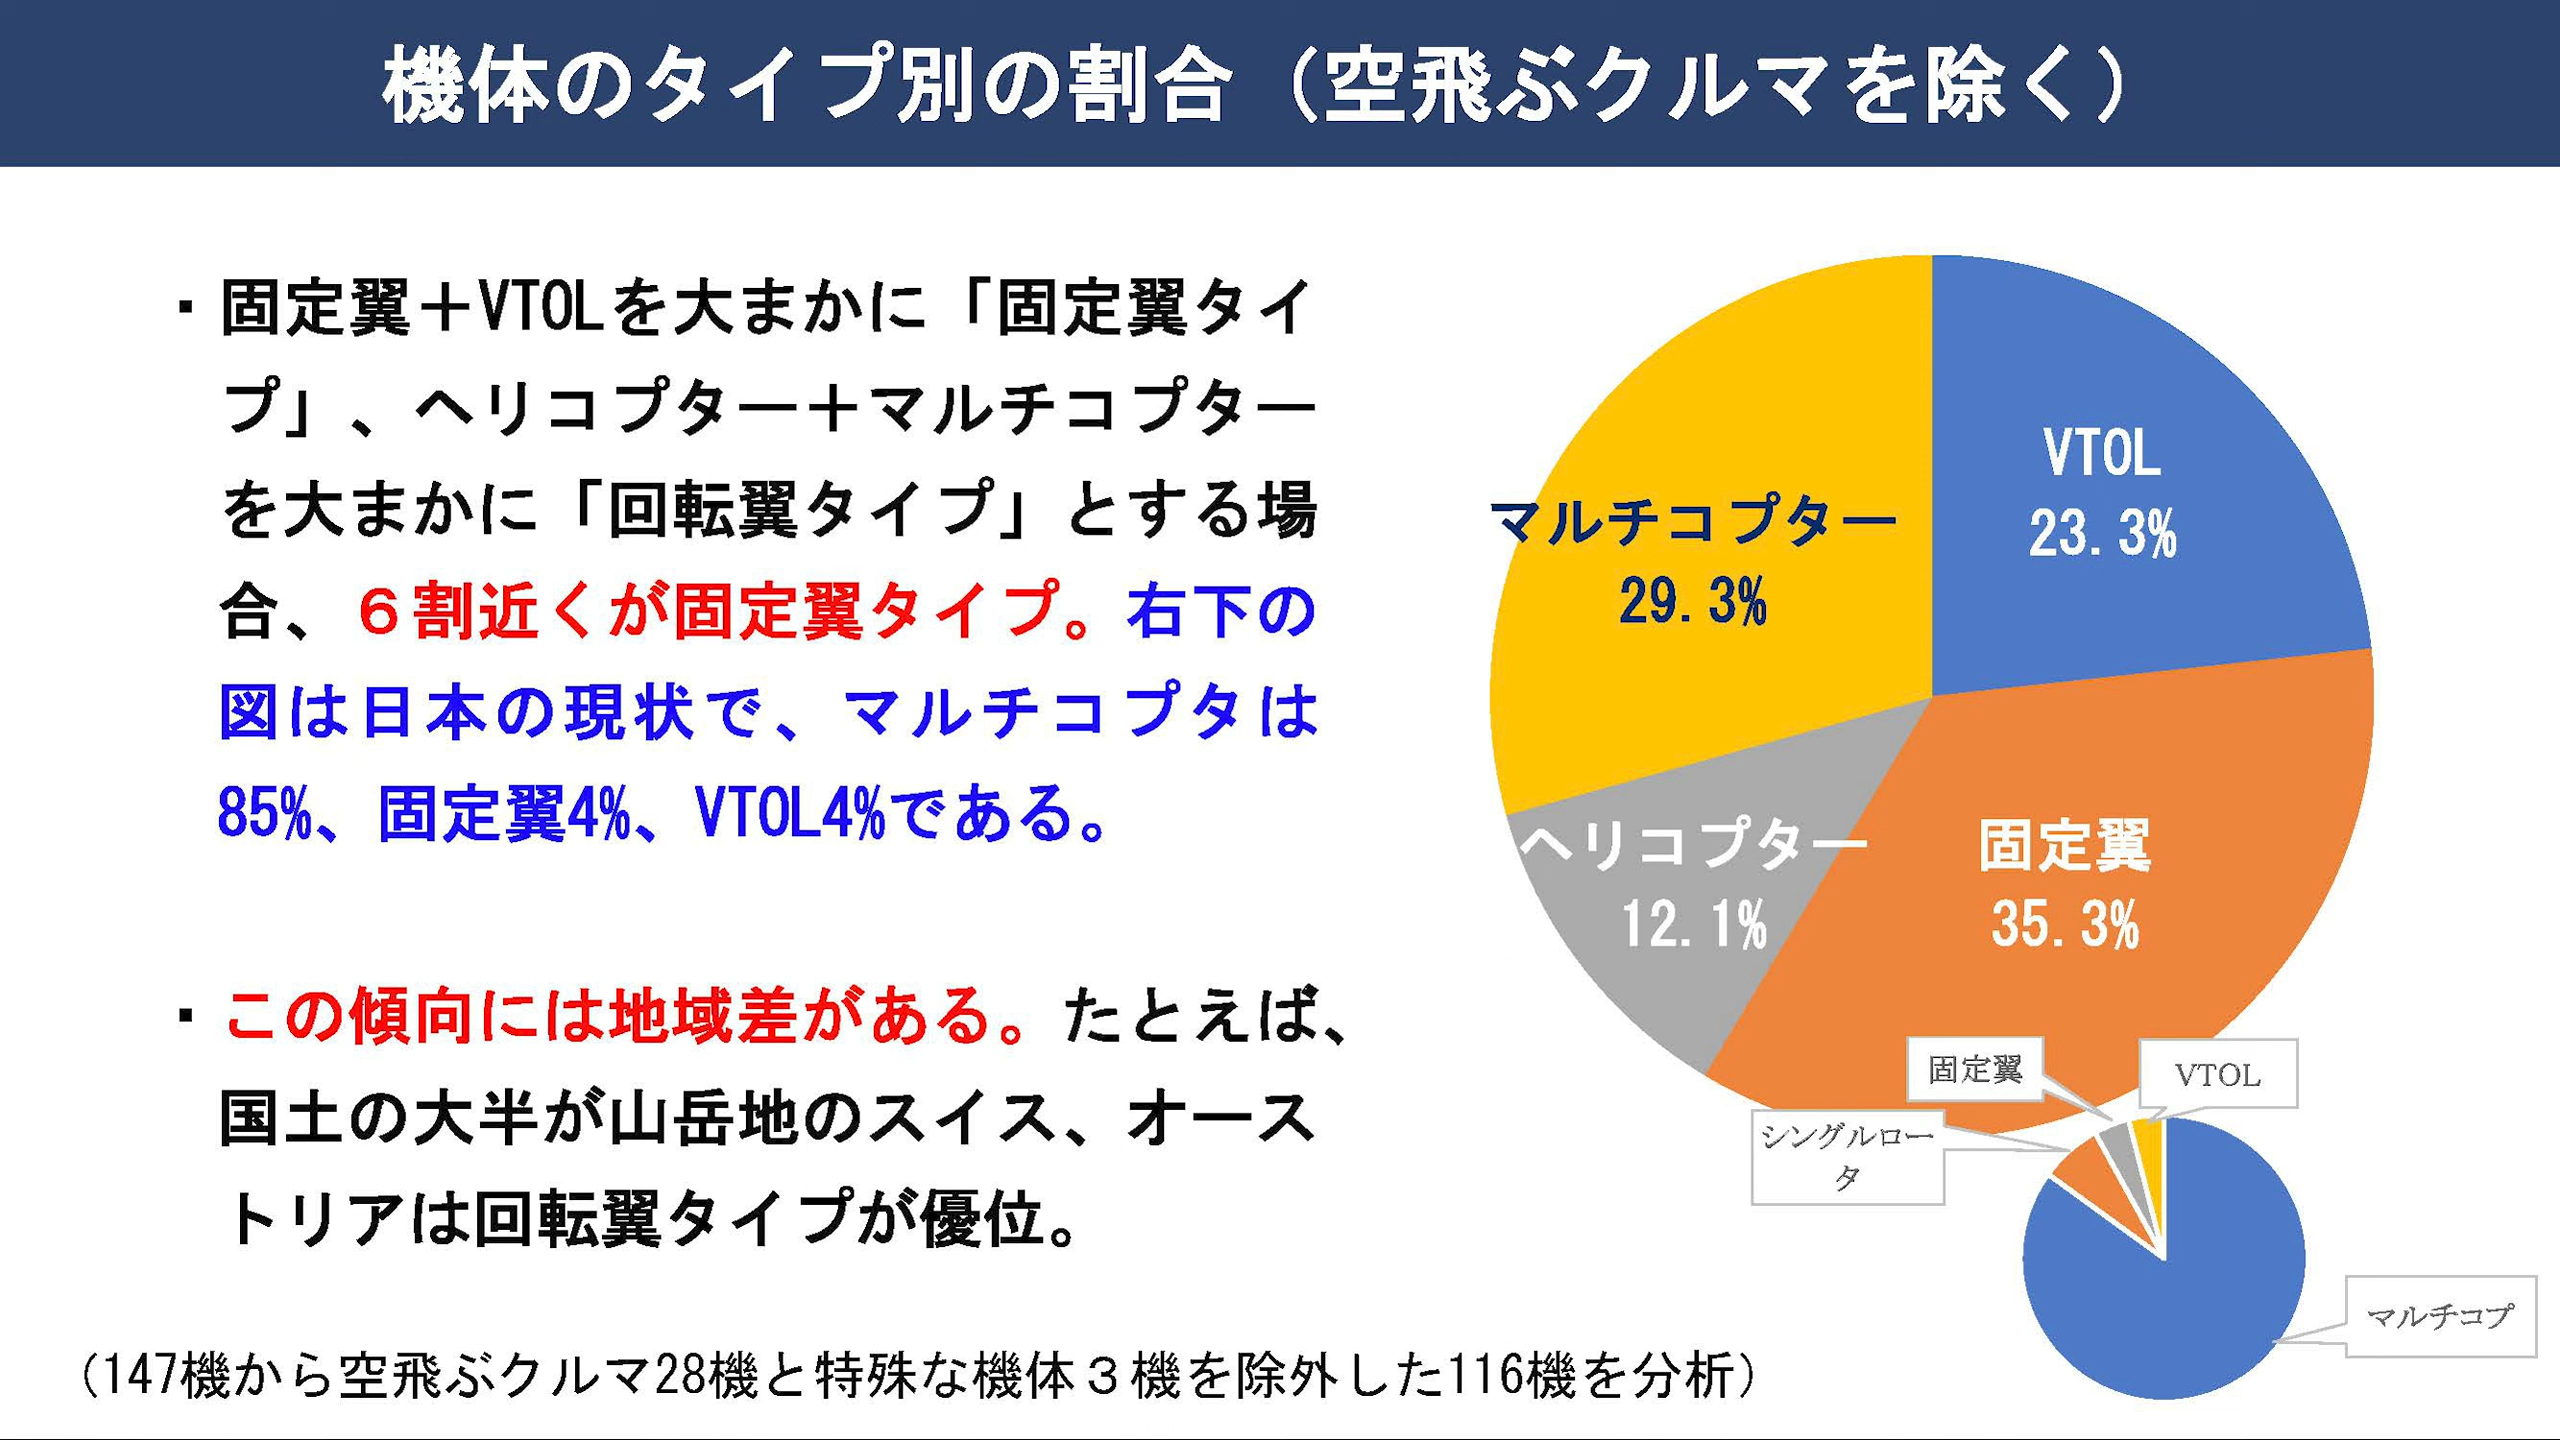 機体のタイプ別の割合（空飛ぶクルマを除く）
・固定翼＋VTOLを大まかに「固定翼タイ
プ」、ヘリコプター＋マルチコプター
を大まかに「回転翼タイプ」とする場
合、６割近くが固定翼タイプ。右下の
図は日本の現状で、マルチコプタは
85%、固定翼4%、VTOL4%である。
・この傾向には地域差がある。たとえば、
国土の大半が山岳地のスイス、オース
トリアは回転翼タイプが優位。
（147機から空飛ぶクルマ28機と特殊な機体３機を除外した116機を分析）
VTOL
23.3%
マルチコプター
29.3%
ヘリコプター
12.1%
固定翼
35.3%
固定翼
VTOL
シングルロー
タ
マルチコプ